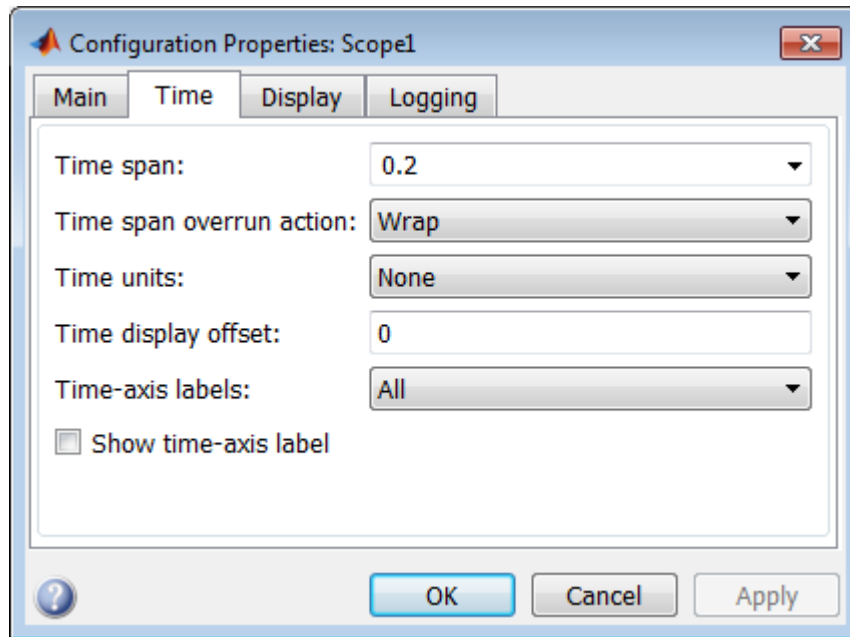 Configuration Properties: Scope1
Main Time Display Logging
Time span: 0.2
Time span overrun action: Wrap
Time units: None
Time display offset: 0
Time-axis labels: All
Show time-axis label
? OK Cancel Apply